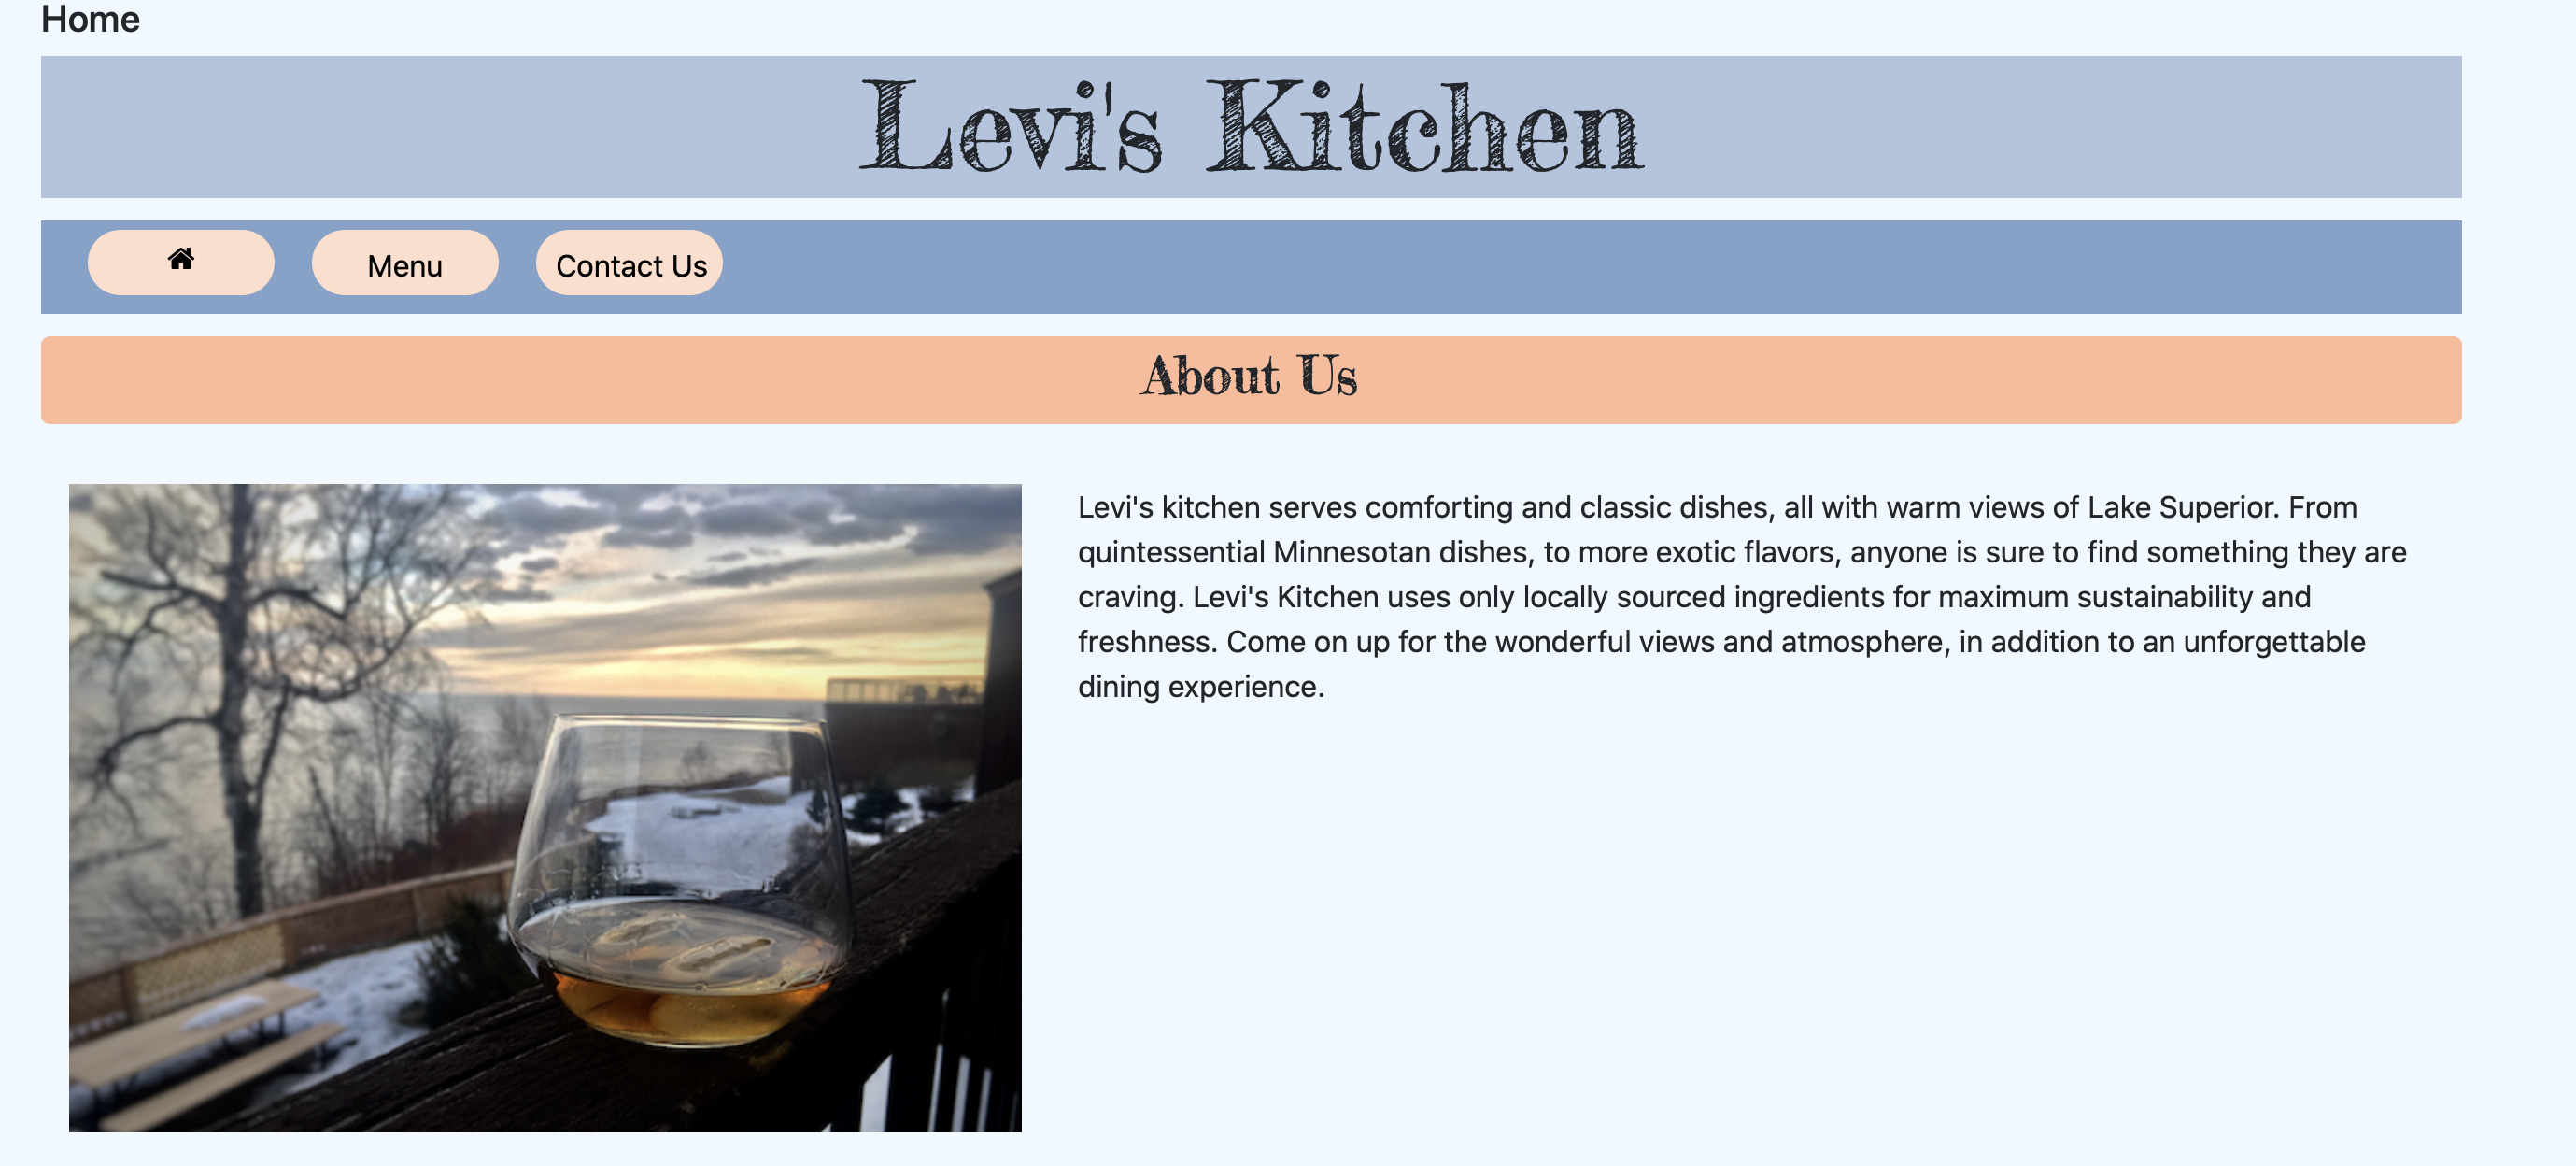 Home
Levi's Kitchen
Menu
Contact Us
About Us
Levi's kitchen serves comforting and classic dishes, all with warm views of Lake Superior. From
quintessential Minnesotan dishes, to more exotic flavors, anyone is sure to find something they are
craving. Levi's Kitchen uses only locally sourced ingredients for maximum sustainability and
freshness. Come on up for the wonderful views and atmosphere, in addition to an unforgettable
dining experience.